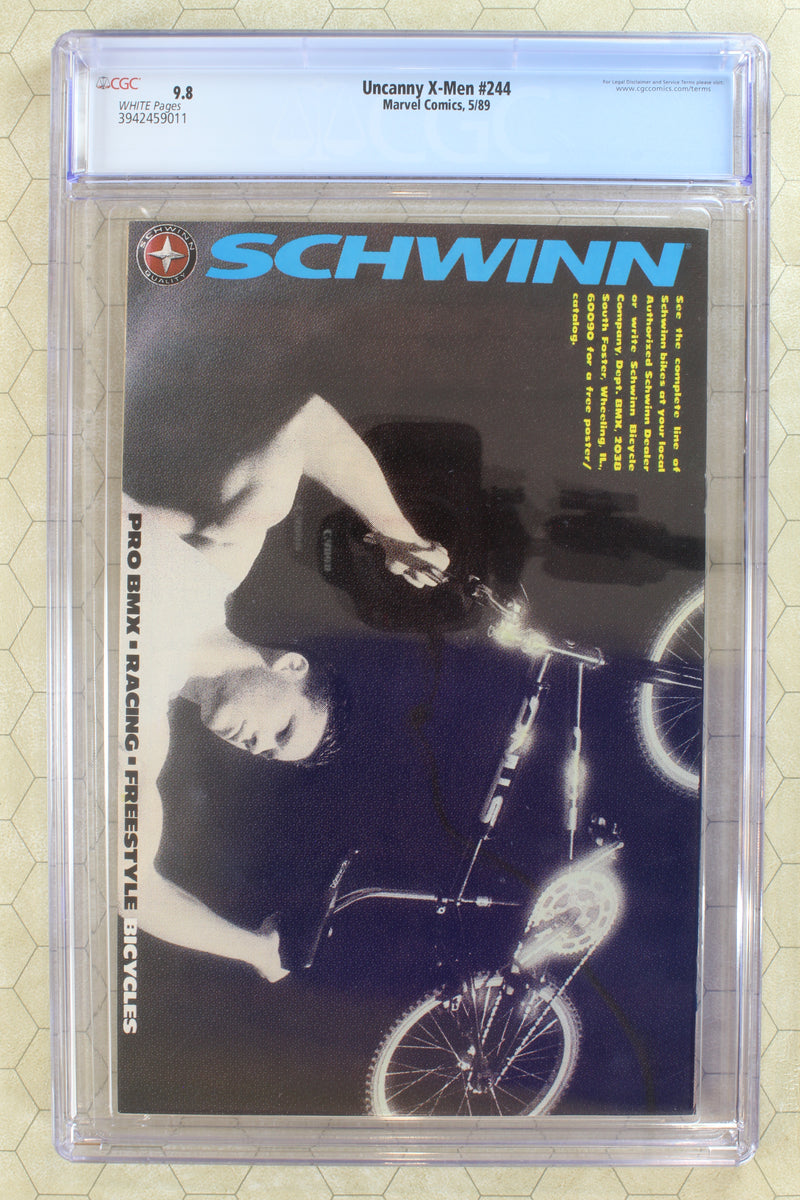 CGC
9.8
WHITE Pages
3942459011
Uncanny X-Men #244
Marvel Comics, 5/89
For Legal Disclaimer and Service Terms please visit:
www.cgccomics.com/terms
CGC
SCHWINN
QUALITY
SCHWINN®
See the complete line of
Schwinn bikes at your local
Authorized Schwinn Dealer
or write Schwinn Bicycle
Company, Dept. BMX, 2038
South Foster, Wheeling, IL.,
60090 for a free poster/
catalog.
PRO BMX ▪ RACING ▪ FREESTYLE BICYCLES